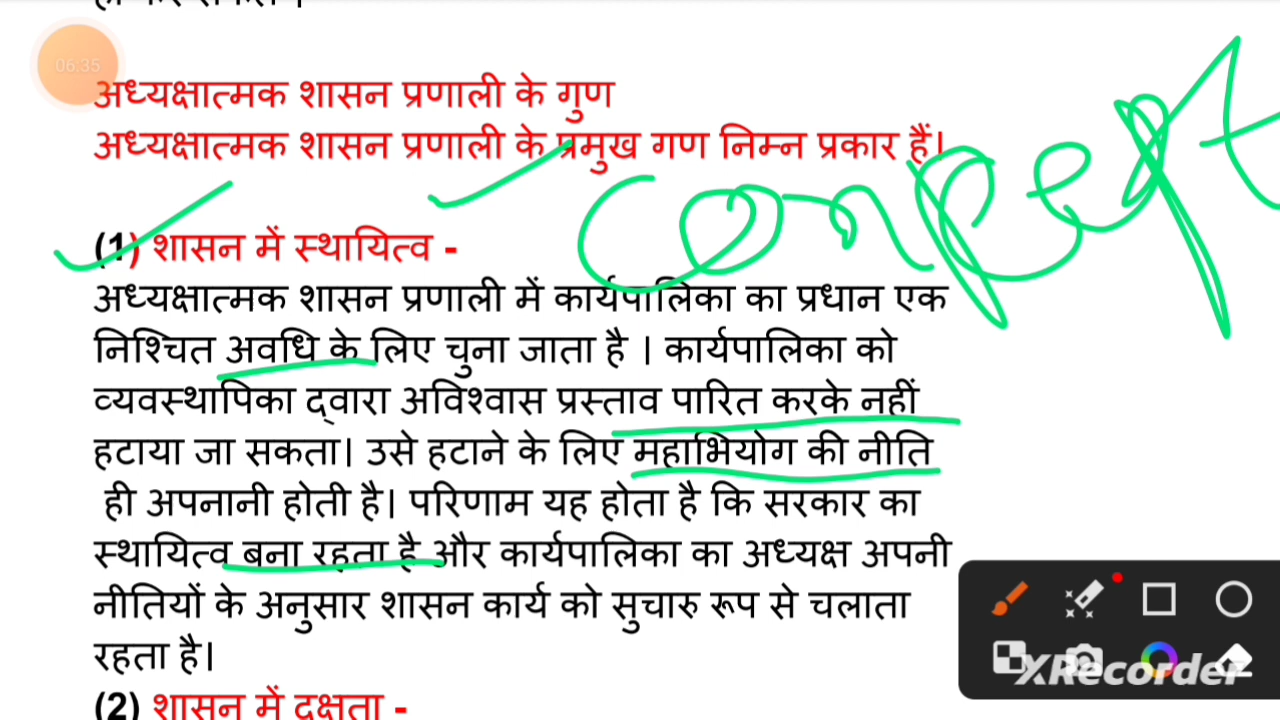 06:35
अध्यक्षात्मक शासन प्रणाली के गुण
अध्यक्षात्मक शासन प्रणाली के प्रमुख गण निम्न प्रकार हैं।
concept
(1) शासन में स्थायित्व -
अध्यक्षात्मक शासन प्रणाली में कार्यपालिका का प्रधान एक
निश्चित अवधि के लिए चुना जाता है । कार्यपालिका को
व्यवस्थापिका द्वारा अविश्वास प्रस्ताव पारित करके नहीं
हटाया जा सकता। उसे हटाने के लिए महाभियोग की नीति
ही अपनानी होती है। परिणाम यह होता है कि सरकार का
स्थायित्व बना रहता है और कार्यपालिका का अध्यक्ष अपनी
नीतियों के अनुसार शासन कार्य को सुचारु रूप से चलाता
रहता है।
(2) शासन में दक्षता -
XRecorder